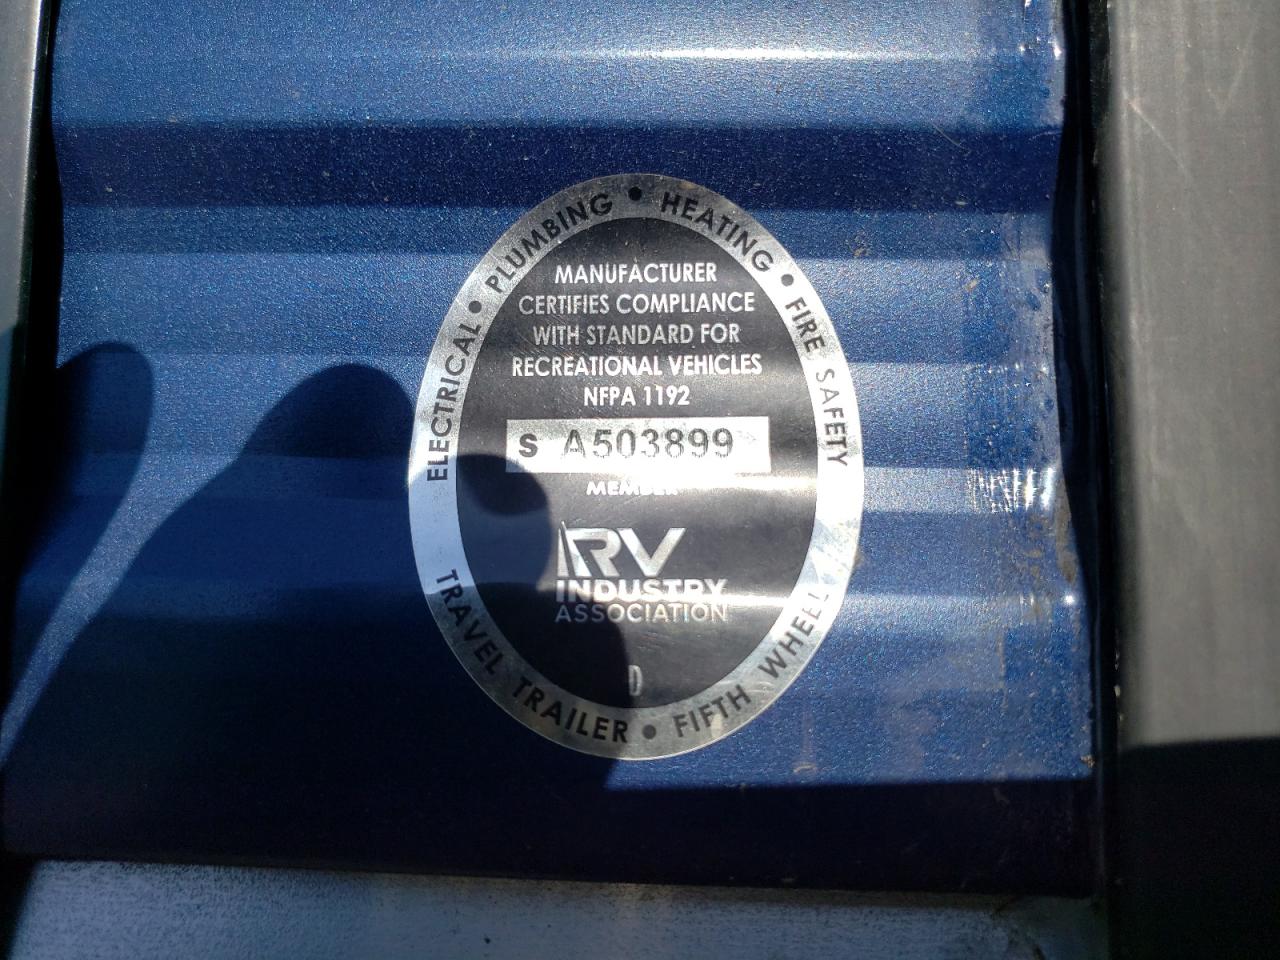 ELECTRICAL • PLUMBING • HEATING • FIRE SAFETY
MANUFACTURER
CERTIFIES COMPLIANCE
WITH STANDARD FOR
RECREATIONAL VEHICLES
NFPA 1192
S A503899
MEMBER
RV
INDUSTRY
ASSOCIATION
D
TRAVEL TRAILER • FIFTH WHEEL